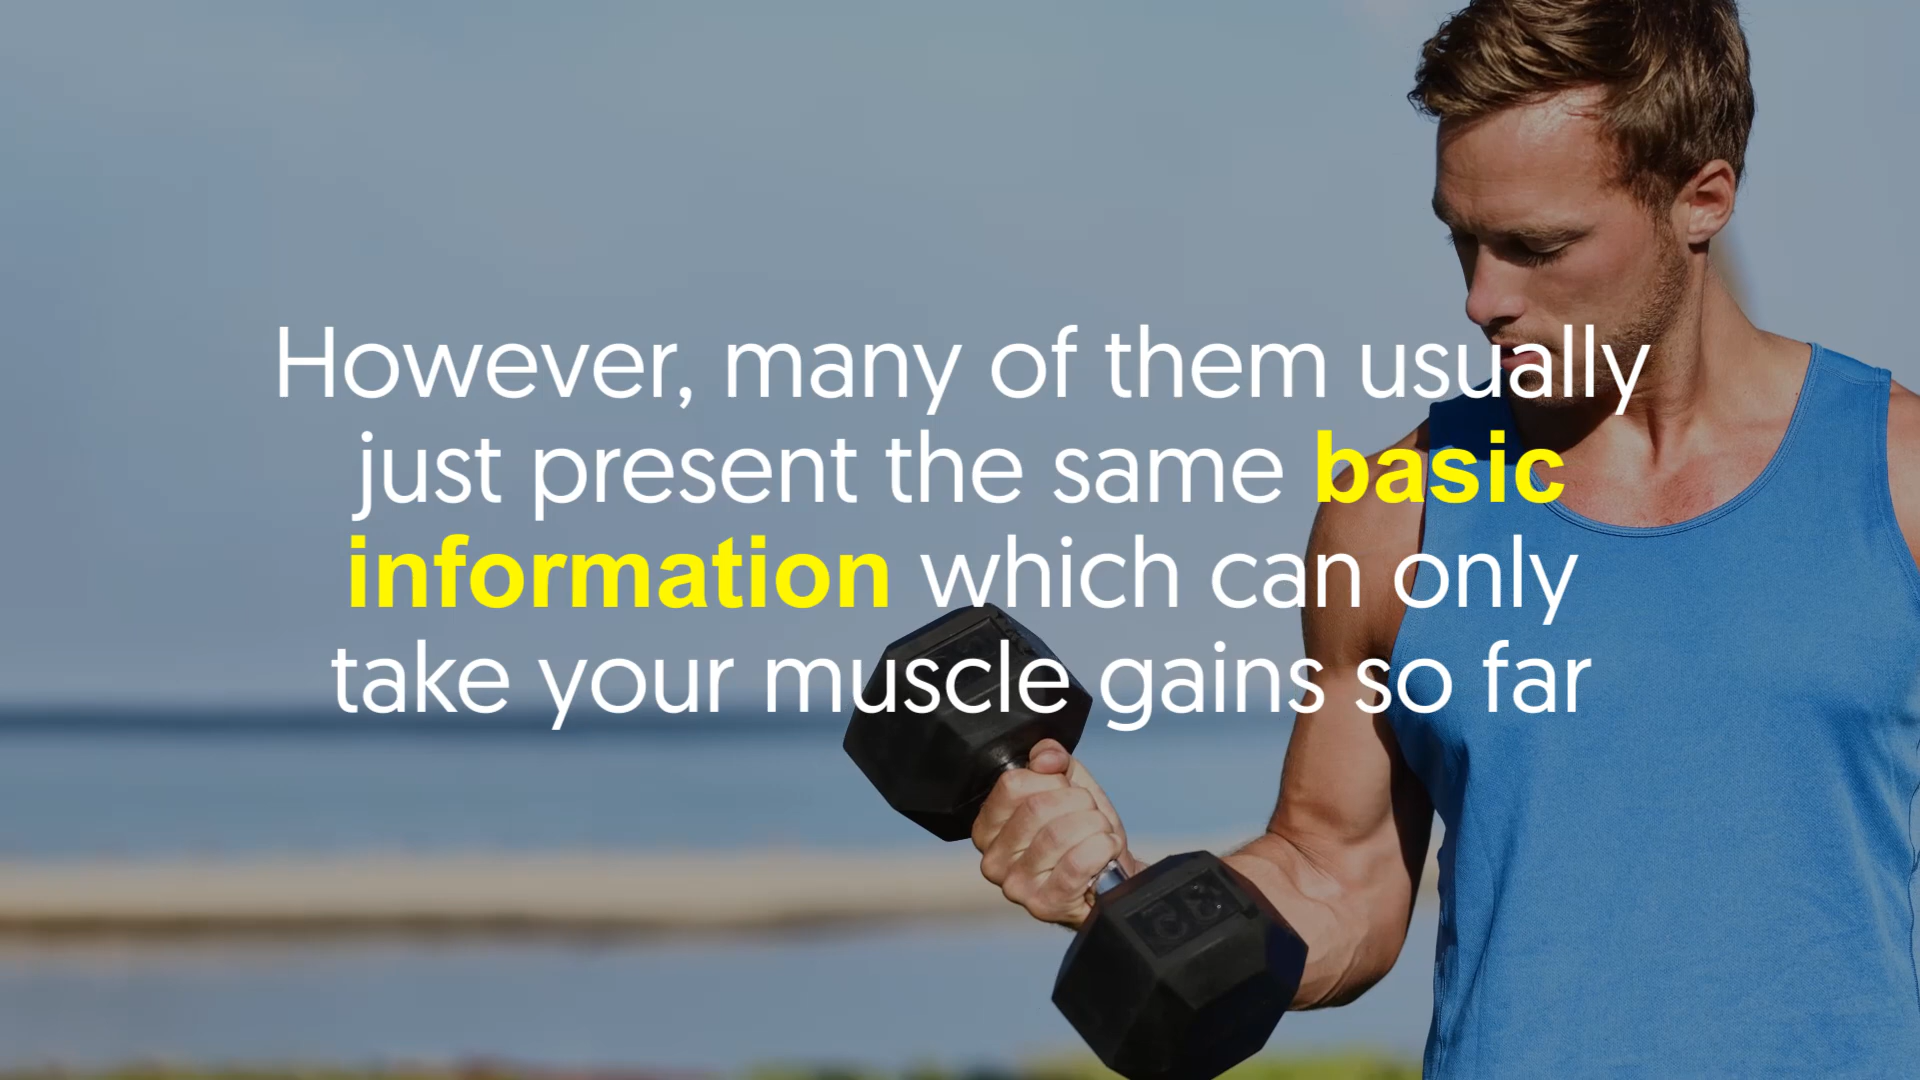 However, many of them usually
just present the same basic
information which can only
take your muscle gains so far